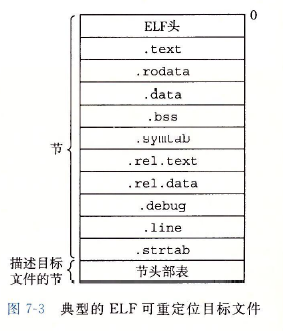 0
ELF头
.text
.rodata
.data
.bss
.symtab
.rel.text
.rel.data
.debug
.line
.strtab
节头部表
节
描述目标
文件的节
图 7-3 典型的 ELF 可重定位目标文件